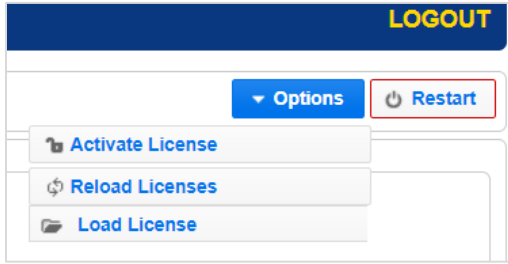 LOGOUT
Options
Restart
Activate License
Reload Licenses
Load License